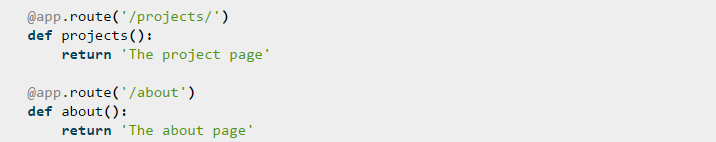 @app.route('/projects/')
def projects():
    return 'The project page'

@app.route('/about')
def about():
    return 'The about page'